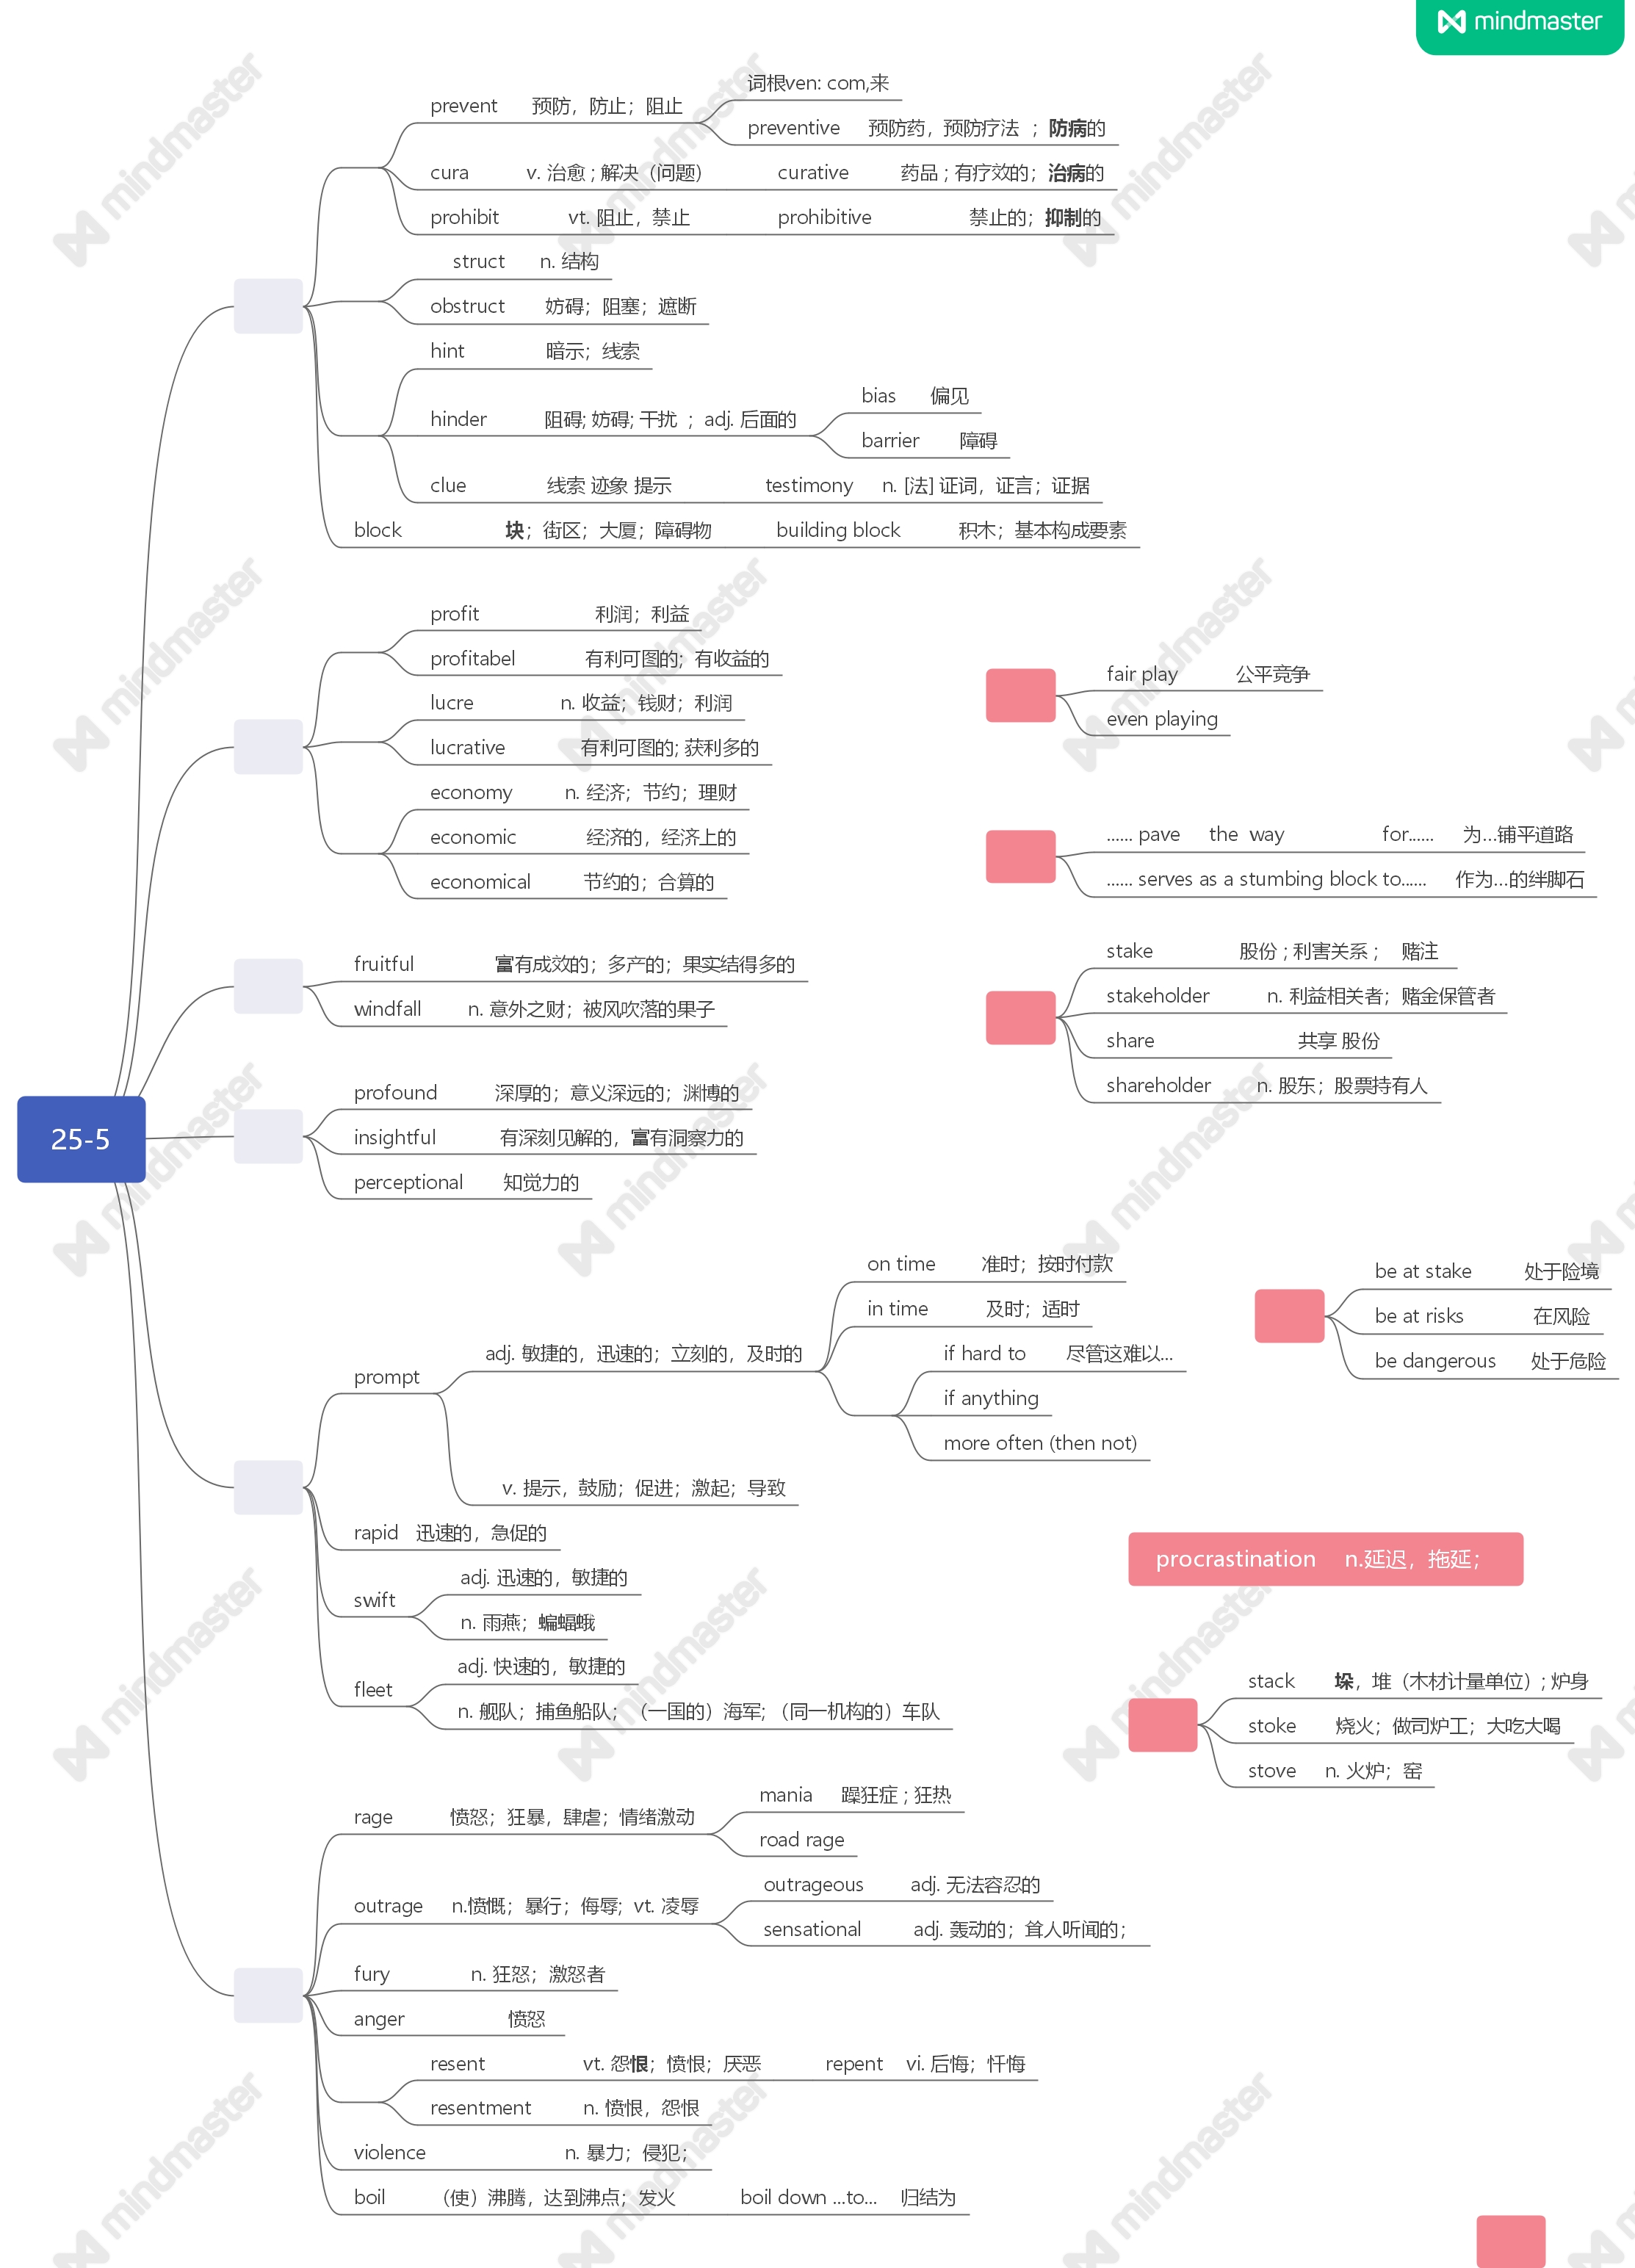 mindmaster
25-5
prevent 预防，防止；阻止
词根ven: com,来
preventive 预防药，预防疗法 ；防病的
cura v. 治愈 ; 解决（问题） curative 药品 ; 有疗效的；治病的
prohibit vt. 阻止，禁止 prohibitive 禁止的；抑制的
struct n. 结构
obstruct 妨碍；阻塞；遮断
hint 暗示；线索
hinder 阻碍; 妨碍; 干扰 ；adj. 后面的
bias 偏见
barrier 障碍
clue 线索 迹象 提示 testimony n. [法] 证词，证言；证据
block 块；街区；大厦；障碍物 building block 积木；基本构成要素
profit 利润；利益
profitabel 有利可图的；有收益的
lucre n. 收益；钱财；利润
lucrative 有利可图的; 获利多的
economy n. 经济；节约；理财
economic 经济的，经济上的
economical 节约的；合算的
fruitful 富有成效的；多产的；果实结得多的
windfall n. 意外之财；被风吹落的果子
profound 深厚的；意义深远的；渊博的
insightful 有深刻见解的，富有洞察力的
perceptional 知觉力的
prompt
adj. 敏捷的，迅速的；立刻的，及时的
on time 准时；按时付款
in time 及时；适时
if hard to 尽管这难以...
if anything
more often (then not)
v. 提示，鼓励；促进；激起；导致
rapid 迅速的，急促的
swift
adj. 迅速的，敏捷的
n. 雨燕；蝙蝠蛾
fleet
adj. 快速的，敏捷的
n. 舰队；捕鱼船队；（一国的）海军;（同一机构的）车队
rage 愤怒；狂暴，肆虐；情绪激动
mania 躁狂症 ; 狂热
road rage
outrage n.愤慨；暴行；侮辱; vt. 凌辱
outrageous adj. 无法容忍的
sensational adj. 轰动的；耸人听闻的；
fury n. 狂怒；激怒者
anger 愤怒
resent vt. 怨恨；愤恨；厌恶 repent vi. 后悔；忏悔
resentment n. 愤恨，怨恨
violence n. 暴力；侵犯；
boil （使）沸腾，达到沸点；发火 boil down ...to... 归结为
fair play 公平竞争
even playing
...... pave the way for...... 为...铺平道路
...... serves as a stumbing block to...... 作为...的绊脚石
stake 股份 ; 利害关系 ； 赌注
stakeholder n. 利益相关者；赌金保管者
share 共享 股份
shareholder n. 股东；股票持有人
be at stake 处于险境
be at risks 在风险
be dangerous 处于危险
procrastination n.延迟，拖延；
stack 垛，堆（木材计量单位）; 炉身
stoke 烧火；做司炉工；大吃大喝
stove n. 火炉；窑